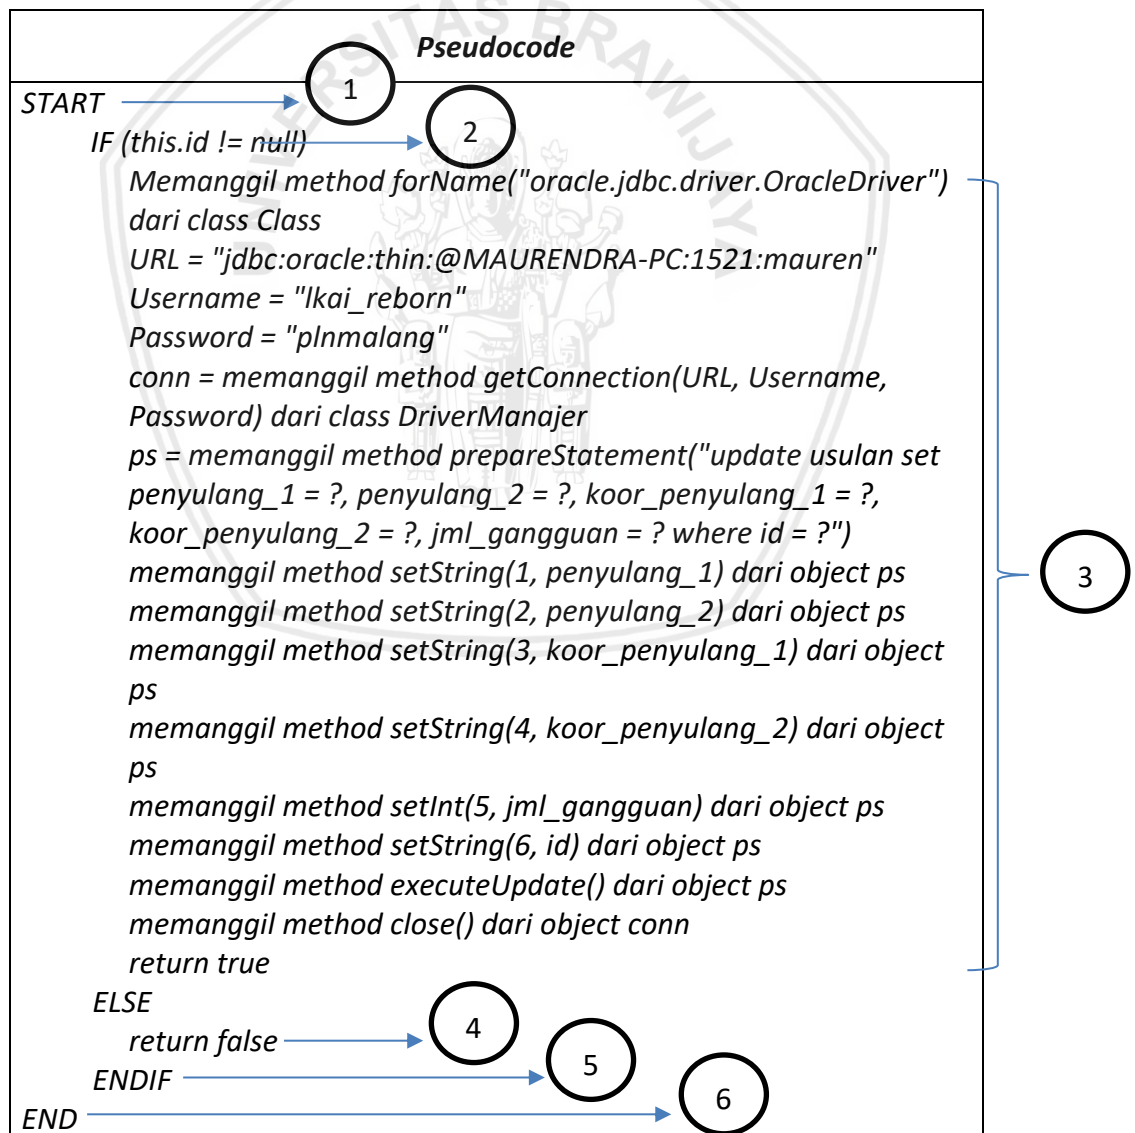 UNIVERSITAS BRAWIJAYA
Pseudocode
START
1
IF (this.id != null)
2
Memanggil method forName("oracle.jdbc.driver.OracleDriver")
dari class Class
URL = "jdbc:oracle:thin:@MAURENDRA-PC:1521:mauren"
Username = "lkai_reborn"
Password = "plnmalang"
conn = memanggil method getConnection(URL, Username,
Password) dari class DriverManajer
ps = memanggil method prepareStatement("update usulan set
penyulang_1 = ?, penyulang_2 = ?, koor_penyulang_1 = ?,
koor_penyulang_2 = ?, jml_gangguan = ? where id = ?")
memanggil method setString(1, penyulang_1) dari object ps
3
memanggil method setString(2, penyulang_2) dari object ps
memanggil method setString(3, koor_penyulang_1) dari object
ps
memanggil method setString(4, koor_penyulang_2) dari object
ps
memanggil method setInt(5, jml_gangguan) dari object ps
memanggil method setString(6, id) dari object ps
memanggil method executeUpdate() dari object ps
memanggil method close() dari object conn
return true
ELSE
4
return false
5
ENDIF
6
END